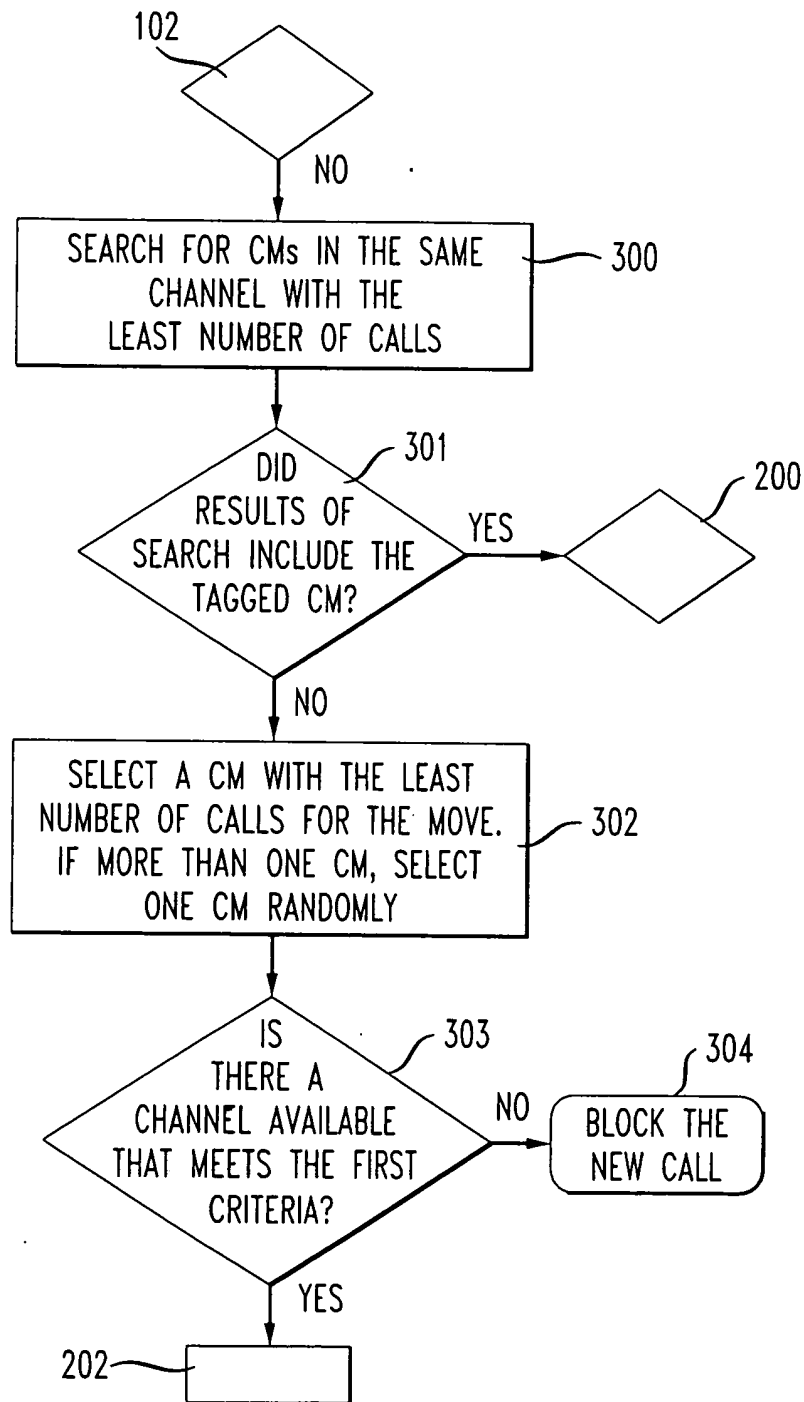 102
NO
SEARCH FOR CMs IN THE SAME
CHANNEL WITH THE
LEAST NUMBER OF CALLS
300
DID
RESULTS OF
SEARCH INCLUDE THE
TAGGED CM?
301
YES
200
NO
SELECT A CM WITH THE LEAST
NUMBER OF CALLS FOR THE MOVE.
IF MORE THAN ONE CM, SELECT
ONE CM RANDOMLY
302
IS
THERE A
CHANNEL AVAILABLE
THAT MEETS THE FIRST
CRITERIA?
303
NO
304
BLOCK THE
NEW CALL
YES
202